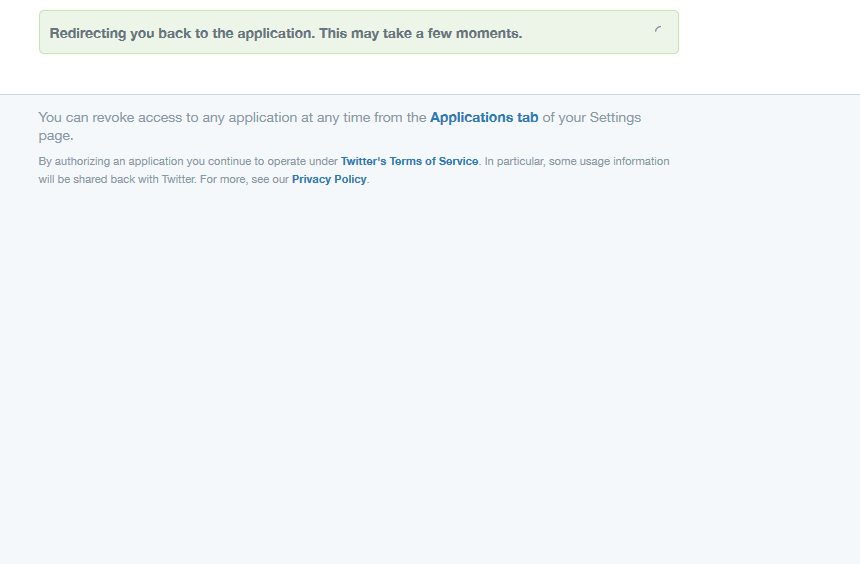 Redirecting you back to the application. This may take a few moments.
You can revoke access to any application at any time from the Applications tab of your Settings
page.
By authorizing an application you continue to operate under Twitter's Terms of Service. In particular, some usage information
will be shared back with Twitter. For more, see our Privacy Policy.